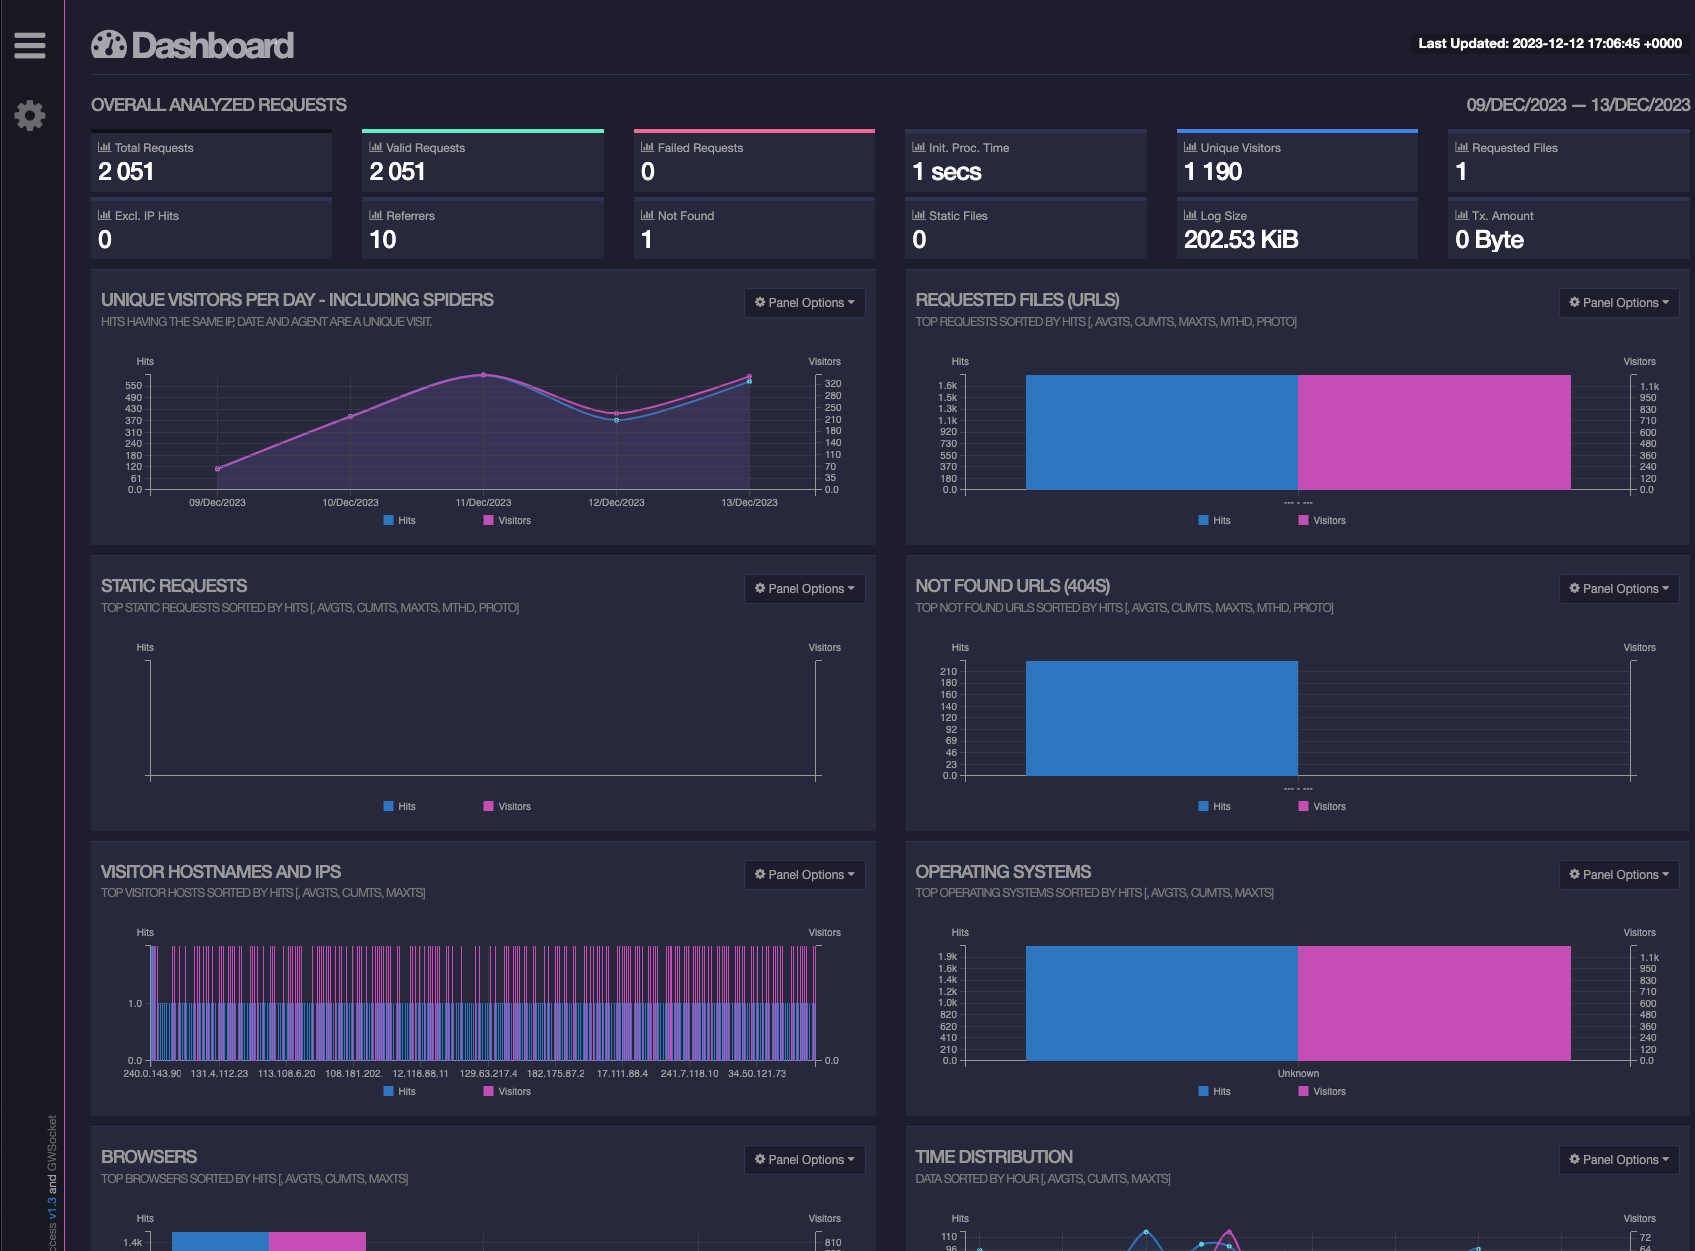 Dashboard
Last Updated: 2023-12-12 17:06:45 +0000
OVERALL ANALYZED REQUESTS
09/DEC/2023 — 13/DEC/2023
Total Requests
2 051
Valid Requests
2 051
Failed Requests
0
Init. Proc. Time
1 secs
Unique Visitors
1 190
Requested Files
1
Excl. IP Hits
0
Referrers
10
Not Found
1
Static Files
0
Log Size
202.53 KiB
Tx. Amount
0 Byte
UNIQUE VISITORS PER DAY - INCLUDING SPIDERS
Panel Options
HITS HAVING THE SAME IP, DATE AND AGENT ARE A UNIQUE VISIT.
Hits
Visitors
550
490
430
370
310
240
180
120
61
0.0
320
280
250
210
180
140
110
70
35
0.0
09/Dec/2023
10/Dec/2023
11/Dec/2023
12/Dec/2023
13/Dec/2023
Hits
Visitors
REQUESTED FILES (URLS)
Panel Options
TOP REQUESTS SORTED BY HITS [, AVGTS, CUMTS, MAXTS, MTHD, PROTO]
Hits
Visitors
1.6k
1.5k
1.3k
1.1k
920
730
550
370
180
0.0
1.1k
950
830
710
600
480
360
240
120
0.0
--- - ---
Hits
Visitors
STATIC REQUESTS
Panel Options
TOP STATIC REQUESTS SORTED BY HITS [, AVGTS, CUMTS, MAXTS, MTHD, PROTO]
Hits
Visitors
Hits
Visitors
NOT FOUND URLS (404S)
Panel Options
TOP NOT FOUND URLS SORTED BY HITS [, AVGTS, CUMTS, MAXTS, MTHD, PROTO]
Hits
Visitors
210
180
160
140
120
92
69
46
23
0.0
--- - ---
Hits
Visitors
VISITOR HOSTNAMES AND IPS
Panel Options
TOP VISITOR HOSTS SORTED BY HITS [, AVGTS, CUMTS, MAXTS]
Hits
Visitors
1.0
0.0
0.0
240.0.143.90
131.4.112.23
113.108.6.20
108.181.202.
12.118.88.11
129.63.217.4
182.175.87.2
17.111.88.4
241.7.118.10
34.50.121.73
Hits
Visitors
OPERATING SYSTEMS
Panel Options
TOP OPERATING SYSTEMS SORTED BY HITS [, AVGTS, CUMTS, MAXTS]
Hits
Visitors
1.9k
1.6k
1.4k
1.2k
1.0k
820
620
410
210
0.0
1.1k
950
830
710
600
480
360
240
120
0.0
Unknown
Hits
Visitors
BROWSERS
Panel Options
TOP BROWSERS SORTED BY HITS [, AVGTS, CUMTS, MAXTS]
Hits
Visitors
1.4k
810
TIME DISTRIBUTION
Panel Options
DATA SORTED BY HOUR [, AVGTS, CUMTS, MAXTS]
Hits
Visitors
110
96
72
64
ccess v1.3 and GWSocket